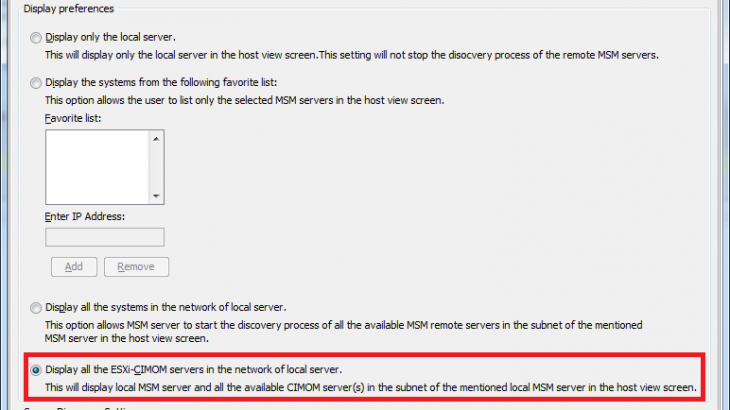 Display preferences
Display only the local server.
This will display only the local server in the host view screen.This setting will not stop the disocvery process of the remote MSM servers.
Display the systems from the following favorite list:
This option allows the user to list only the selected MSM servers in the host view screen.
Favorite list:
Enter IP Address:
Add Remove
Display all the systems in the network of local server.
This option allows MSM server to start the discovery process of all the available MSM remote servers in the subnet of the mentioned
MSM server in the host view screen.
Display all the ESXi-CIMOM servers in the network of local server.
This will display local MSM server and all the available CIMOM server(s) in the subnet of the mentioned local MSM server in the host view screen.